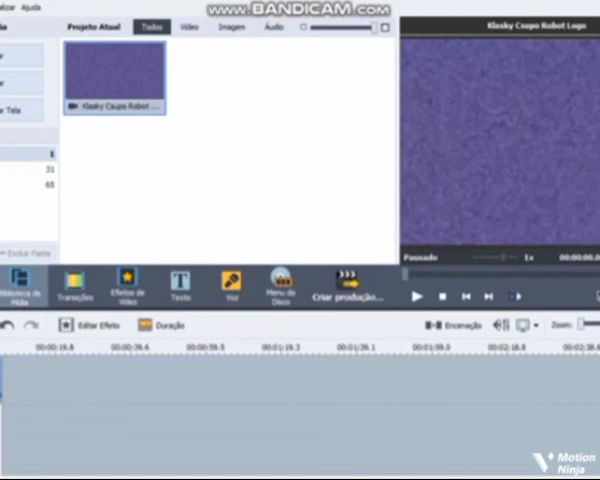 www.BANDICAM.com
Ajuda
Projeto Atual
Todos
Vídeo
Imagem
Áudio
Klasky Csupo Robot Logo
Klasky Csupo Robot ...
Tela
1
31
65
Excluir Pasta
Pausado
1x
00:00:00.0
Biblioteca de Mídia
Transições
Efeitos de Vídeo
Texto
Voz
Menu do Disco
Criar produção...
Editar Efeito
Duração
Encenação
Zoom:
00:00:19.8
00:00:39.6
00:00:59.5
00:01:19.3
00:01:39.1
00:01:59.0
00:02:18.8
00:02:38.6
Motion
Ninja